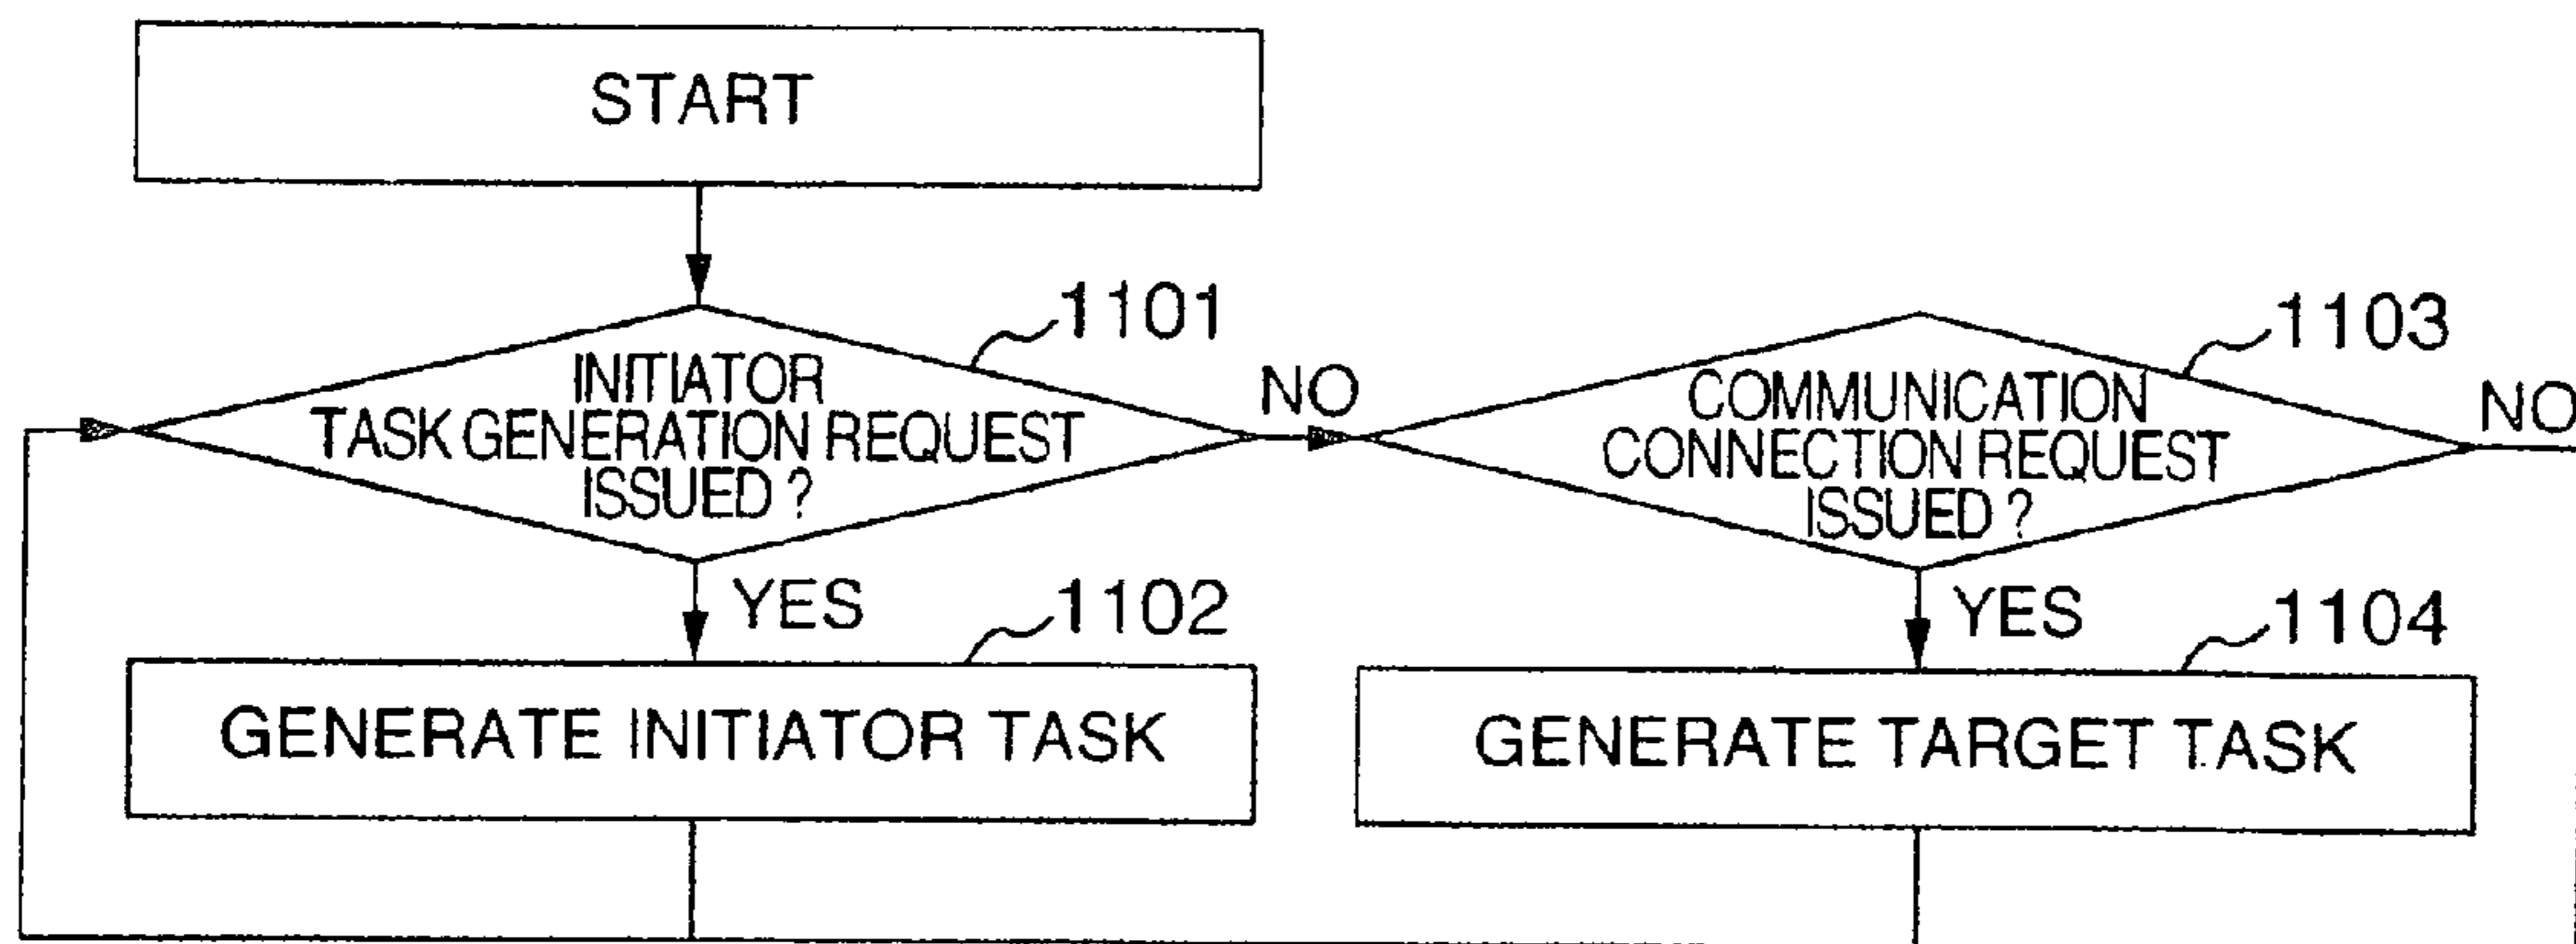 START
1101
INITIATOR
TASK GENERATION REQUEST
ISSUED ?
NO
1103
COMMUNICATION
CONNECTION REQUEST
ISSUED ?
NO
YES
1102
GENERATE INITIATOR TASK
YES
1104
GENERATE TARGET TASK